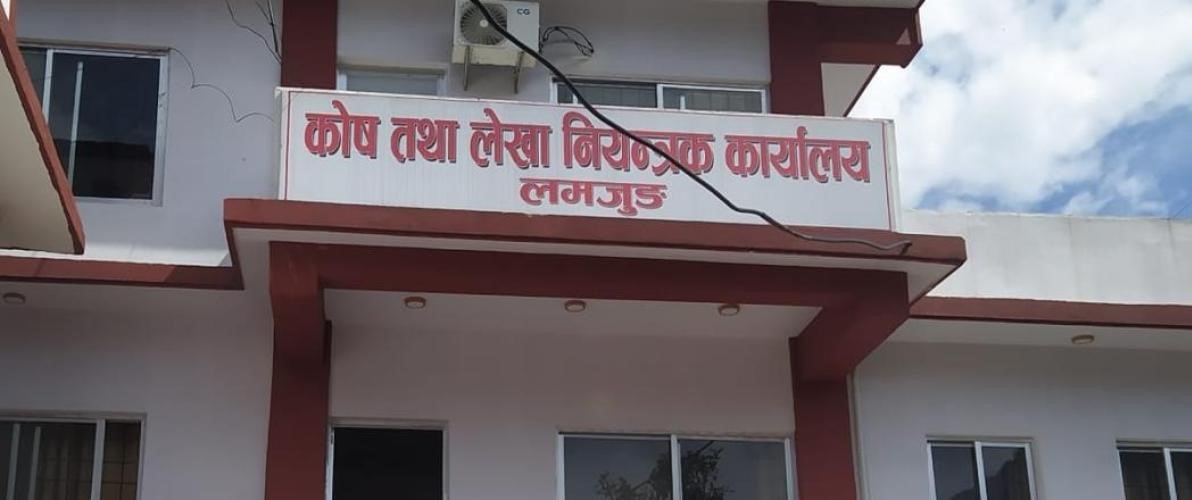 CG
कोष तथा लेखा नियन्त्रक कार्यालय
लमजुङ